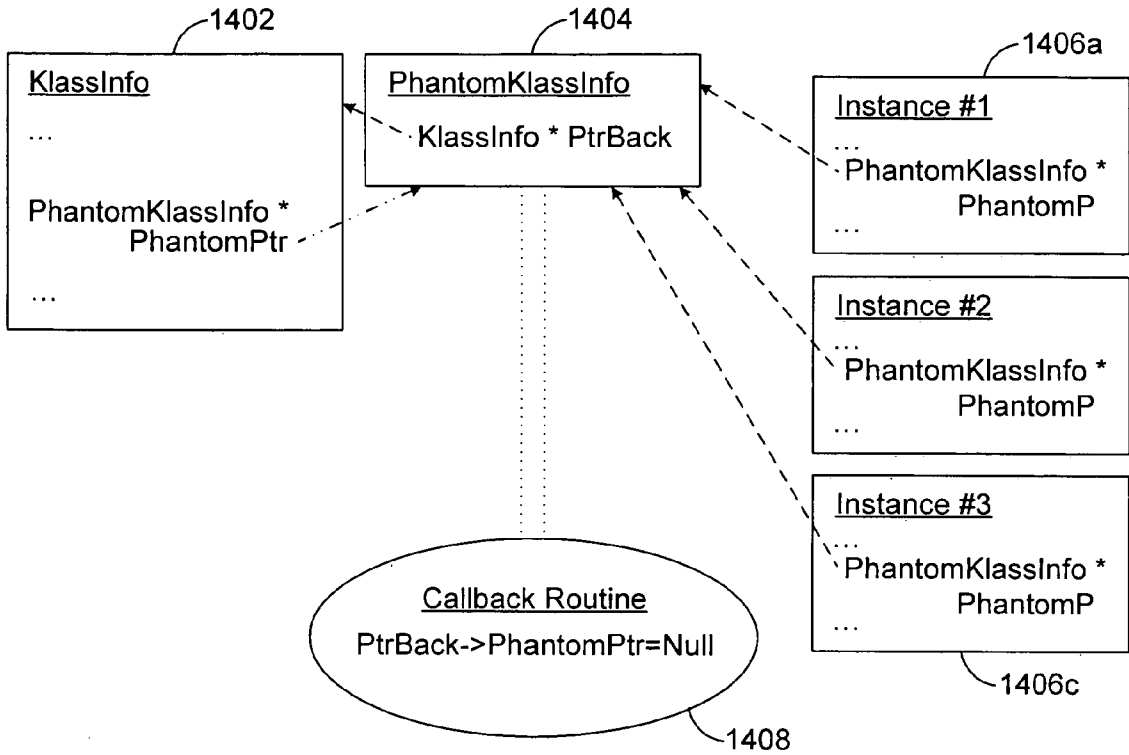 1402
KlassInfo
...
PhantomKlassInfo *
PhantomPtr
...
1404
PhantomKlassInfo
KlassInfo * PtrBack
1406a
Instance #1
...
PhantomKlassInfo *
PhantomP
...
Instance #2
...
PhantomKlassInfo *
PhantomP
...
Instance #3
...
PhantomKlassInfo *
PhantomP
...
1406c
Callback Routine
PtrBack->PhantomPtr=Null
1408